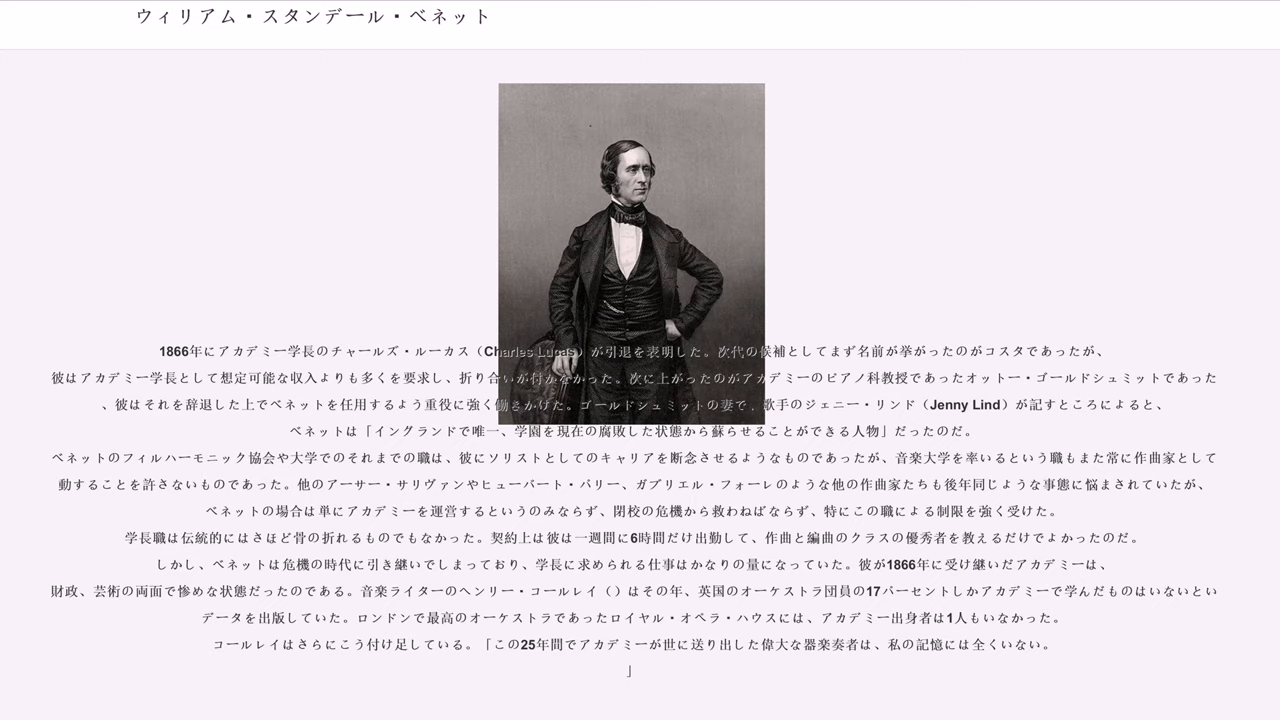 ウィリアム・スタンデール・ベネット
1866年にアカデミー学長のチャールズ・ルーカス（Charles Lucas）が引退を表明した。次代の候補としてまず名前が挙がったのがコスタであったが、
彼はアカデミー学長として想定可能な収入よりも多くを要求し、折り合いが付かなかった。次に上がったのがアカデミーのピアノ科教授であったオットー・ゴールドシュミットであった
、彼はそれを辞退した上でベネットを任用するよう重役に強く働きかけた。ゴールドシュミットの妻で､歌手のジェニー・リンド（Jenny Lind）が記すところによると、
ベネットは「イングランドで唯一、学園を現在の腐敗した状態から蘇らせることができる人物」だったのだ。
ベネットのフィルハーモニック協会や大学でのそれまでの職は、彼にソリストとしてのキャリアを断念させるようなものであったが、音楽大学を率いるという職もまた常に作曲家として
動することを許さないものであった。他のアーサー・サリヴァンやヒューバート・パリー、ガブリエル・フォーレのような他の作曲家たちも後年同じような事態に悩まされていたが、
ベネットの場合は単にアカデミーを運営するというのみならず、閉校の危機から救わねばならず、特にこの職による制限を強く受けた。
学長職は伝統的にはさほど骨の折れるものでもなかった。契約上は彼は一週間に6時間だけ出勤して、作曲と編曲のクラスの優秀者を教えるだけでよかったのだ。
しかし、ベネットは危機の時代に引き継いでしまっており、学長に求められる仕事はかなりの量になっていた。彼が1866年に受け継いだアカデミーは、
財政、芸術の両面で惨めな状態だったのである。音楽ライターのヘンリー・コールレイ（）はその年、英国のオーケストラ団員の17パーセントしかアカデミーで学んだものはいないとい
データを出版していた。ロンドンで最高のオーケストラであったロイヤル・オペラ・ハウスには、アカデミー出身者は1人もいなかった。
コールレイはさらにこう付け足している。「この25年間でアカデミーが世に送り出した偉大な器楽奏者は、私の記憶には全くいない。
」